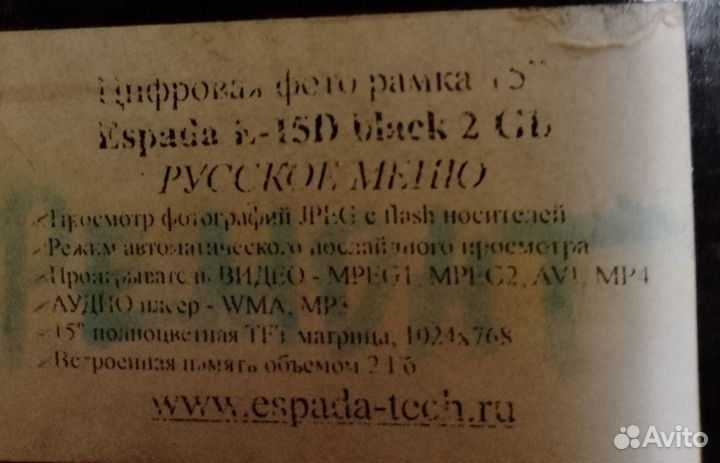 Цифровая фото рамка 15"
Espada E-15D black 2 Gb
РУССКОЕ МЕНЮ
Просмотр фотографий JPEG с flash носителей
Режим автоматического послайдного просмотра
Проигрыватель ВИДЕО - MPEG1, MPEG2, AVI, MP4
АУДИО плеер - WMA, MP3
15" полноцветная TFT матрица, 1024x768
Встроенная память объемом 2 Гб
www.espada-tech.ru
Avito